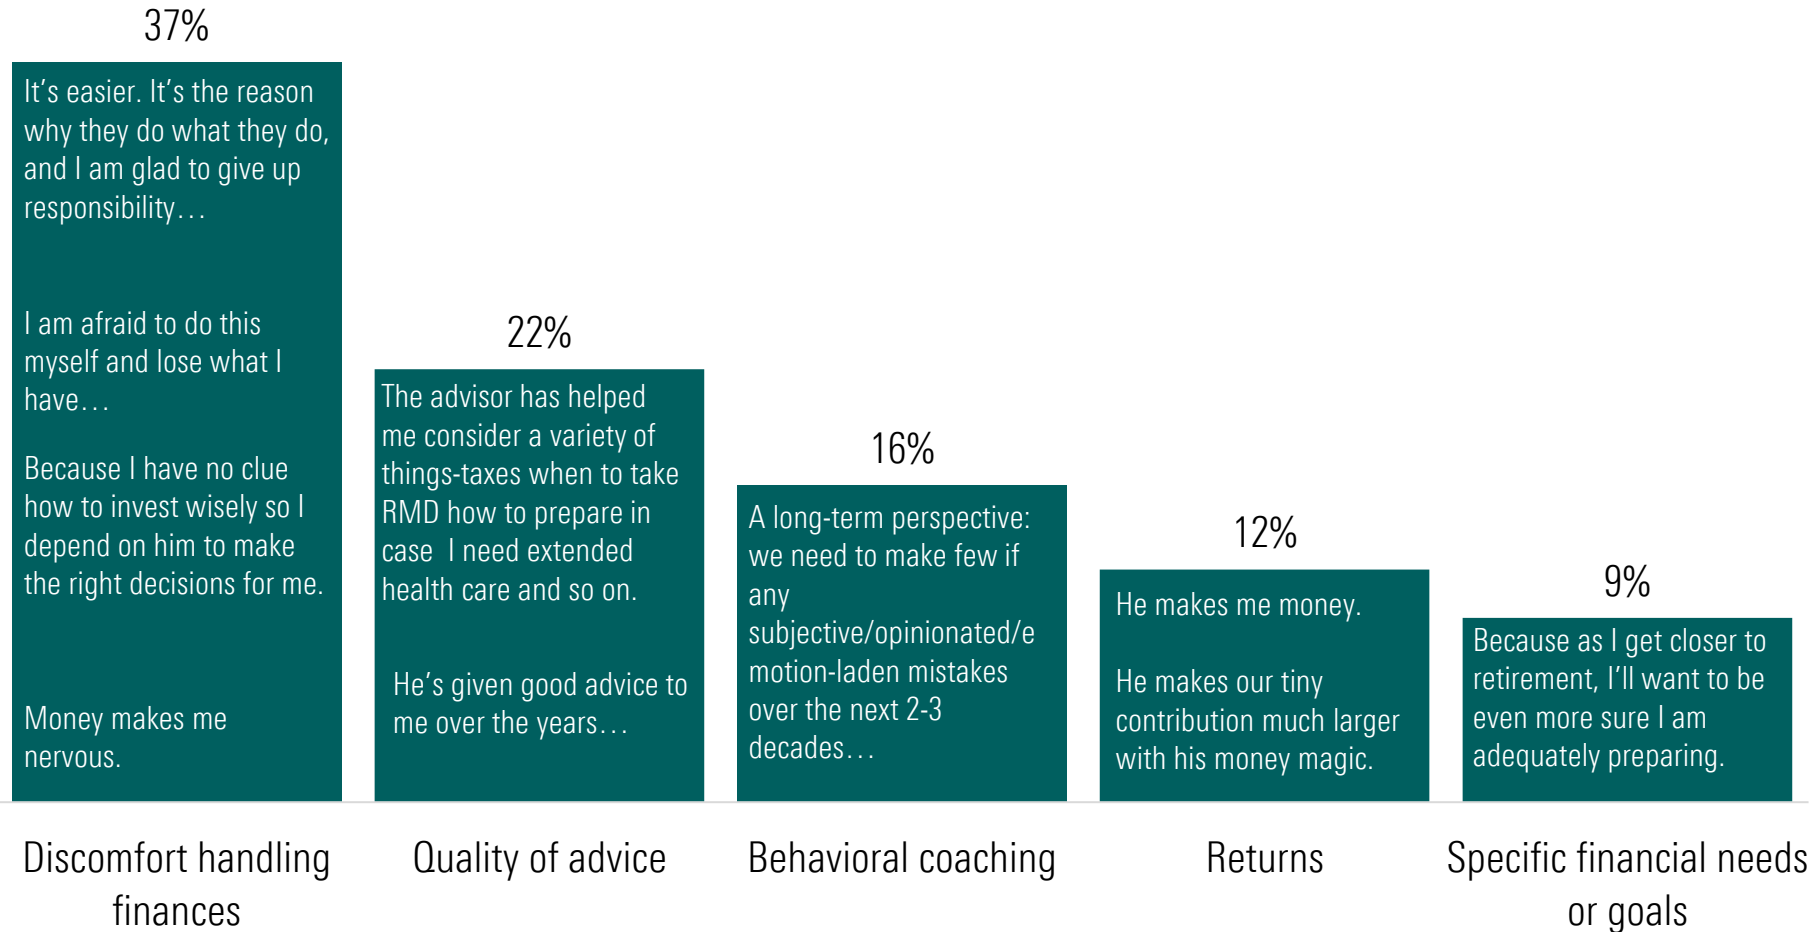 37%
It's easier. It's the reason
why they do what they do,
and I am glad to give up
responsibility…
I am afraid to do this
myself and lose what I
have…
Because I have no clue
how to invest wisely so I
depend on him to make
the right decisions for me.
Money makes me
nervous.
Discomfort handling
finances
22%
The advisor has helped
me consider a variety of
things-taxes when to take
RMD how to prepare in
case  I need extended
health care and so on.
He's given good advice to
me over the years…
Quality of advice
16%
A long-term perspective:
we need to make few if
any
subjective/opinionated/e
motion-laden mistakes
over the next 2-3
decades…
Behavioral coaching
12%
He makes me money.
He makes our tiny
contribution much larger
with his money magic.
Returns
9%
Because as I get closer to
retirement, I'll want to be
even more sure I am
adequately preparing.
Specific financial needs
or goals